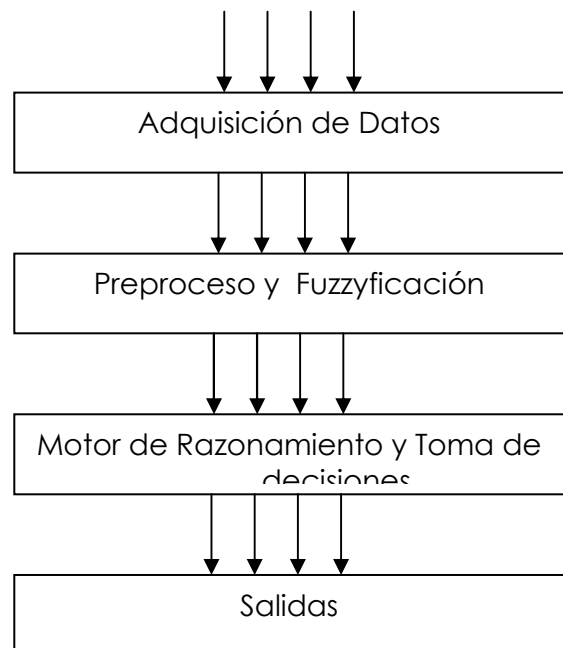 Adquisición de Datos
Preproceso y Fuzzyficación
Motor de Razonamiento y Toma de
decisiones
Salidas